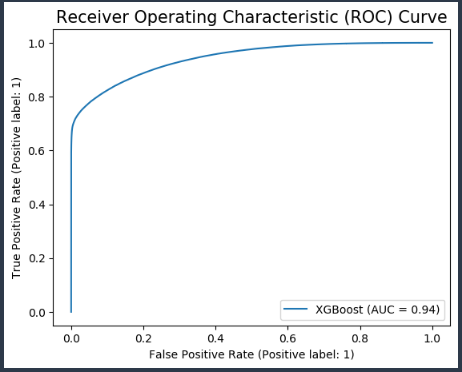 Receiver Operating Characteristic (ROC) Curve
1.0
0.8
0.6
0.4
0.2
0.0
True Positive Rate (Positive label: 1)
XGBoost (AUC = 0.94)
0.0 0.2 0.4 0.6 0.8 1.0
False Positive Rate (Positive label: 1)